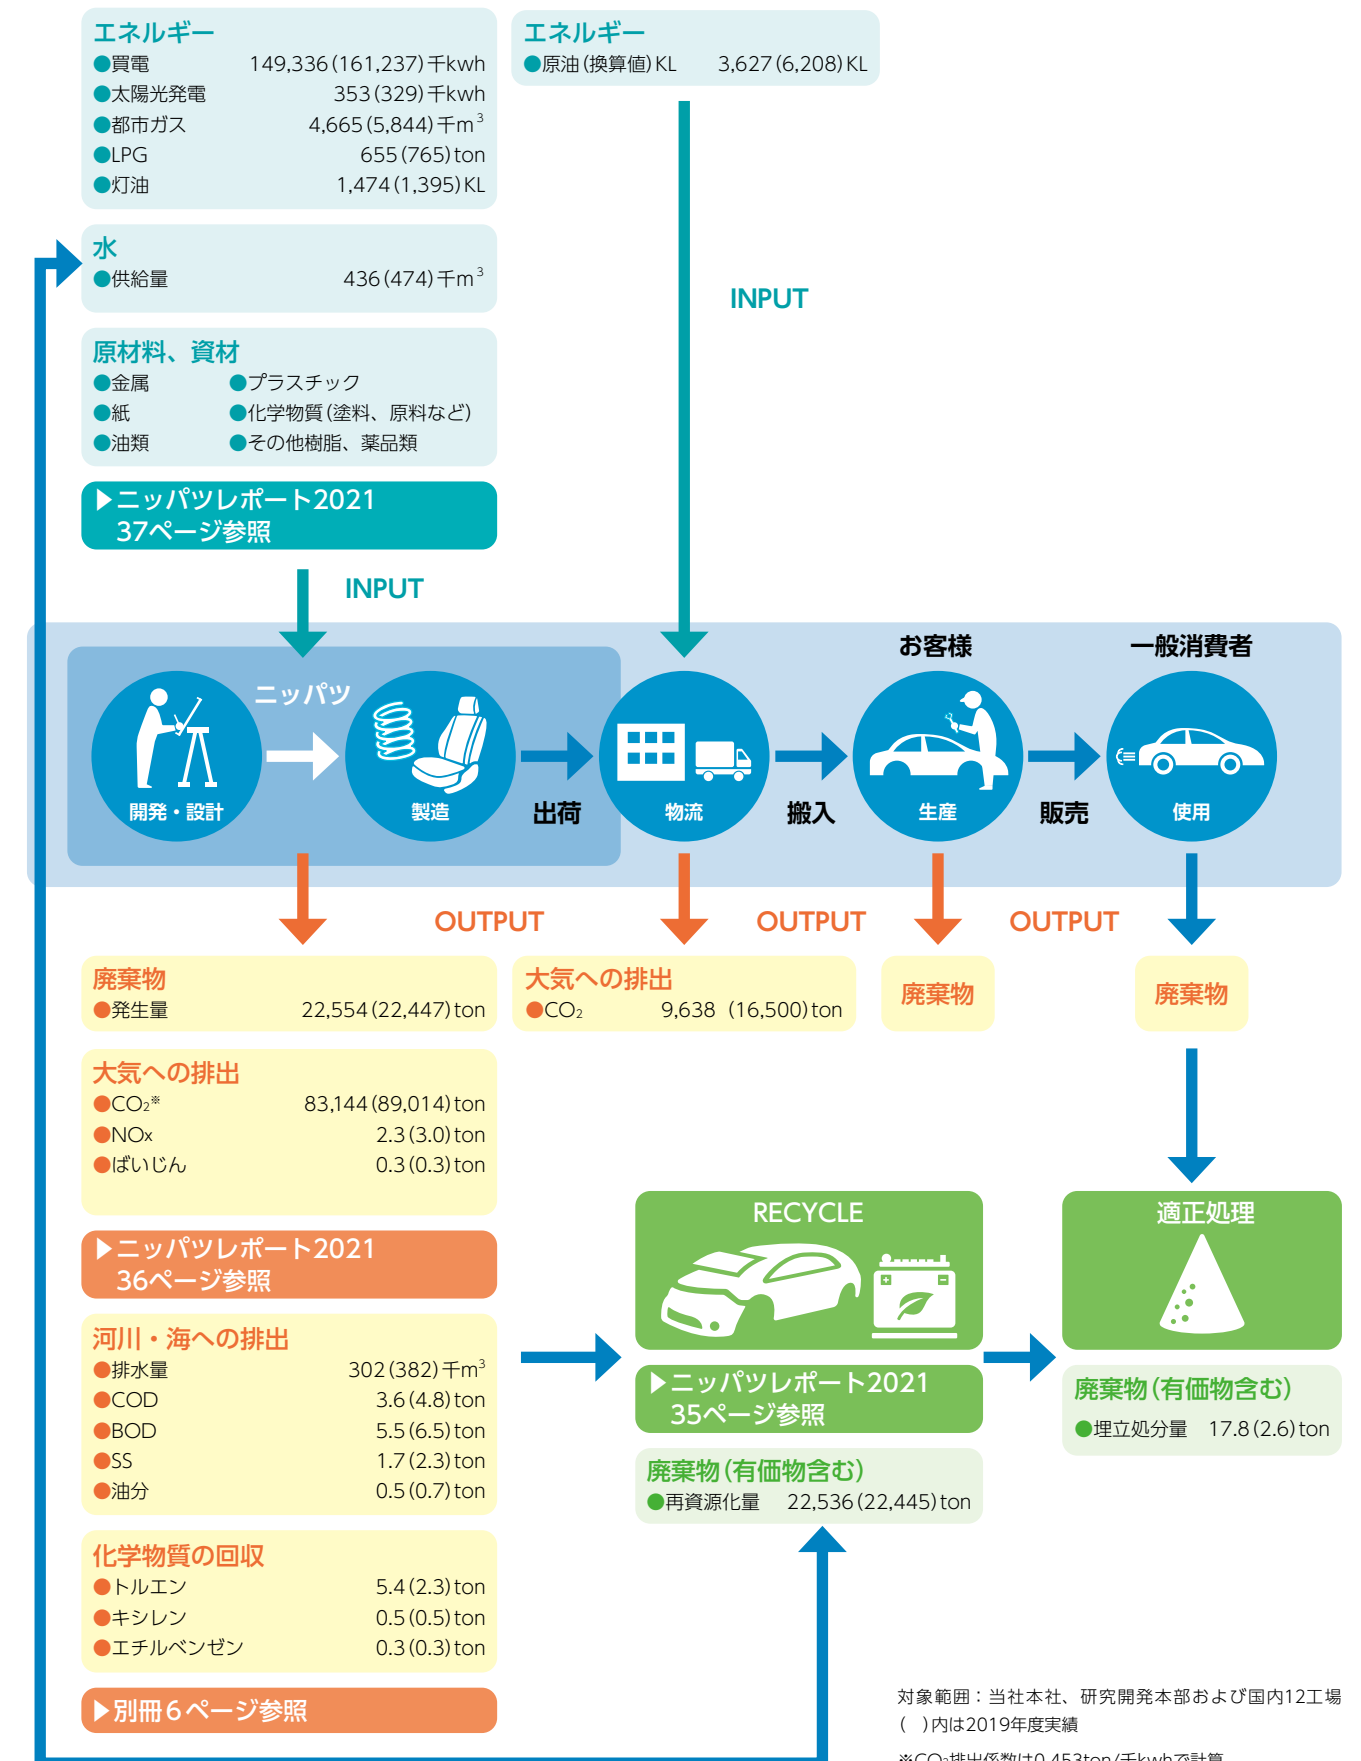 エネルギー
●買電 149,336(161,237)千kwh
●太陽光発電 353(329)千kwh
●都市ガス 4,665(5,844)千m³
●LPG 655(765)ton
●灯油 1,474(1,395)KL
エネルギー
●原油(換算値)KL 3,627(6,208)KL
水
●供給量 436(474)千m³
INPUT
原材料、資材
●金属 ●プラスチック
●紙 ●化学物質(塗料、原料など)
●油類 ●その他樹脂、薬品類
▶ニッパツレポート2021
37ページ参照
INPUT
お客様
一般消費者
ニッパツ
開発・設計
製造
出荷
物流
搬入
生産
販売
使用
OUTPUT
OUTPUT
OUTPUT
廃棄物
●発生量 22,554(22,447)ton
大気への排出
●CO₂ 9,638 (16,500)ton
廃棄物
廃棄物
大気への排出
●CO₂※ 83,144(89,014)ton
●NOx 2.3(3.0)ton
●ばいじん 0.3(0.3)ton
▶ニッパツレポート2021
36ページ参照
河川・海への排出
●排水量 302(382)千m³
●COD 3.6(4.8)ton
●BOD 5.5(6.5)ton
●SS 1.7(2.3)ton
●油分 0.5(0.7)ton
RECYCLE
▶ニッパツレポート2021
35ページ参照
廃棄物(有価物含む)
●再資源化量 22,536(22,445)ton
適正処理
廃棄物(有価物含む)
●埋立処分量 17.8(2.6)ton
化学物質の回収
●トルエン 5.4(2.3)ton
●キシレン 0.5(0.5)ton
●エチルベンゼン 0.3(0.3)ton
▶別冊6ページ参照
対象範囲：当社本社、研究開発本部および国内12工場
( )内は2019年度実績
※CO₂排出係数は0.453ton/千kwhで計算